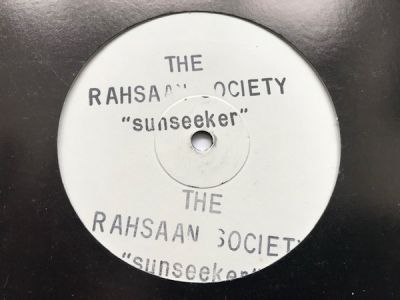 THE
RAHSAAN SOCIETY
"sunseeker"
THE
RAHSAAN SOCIETY
"sunseeker"